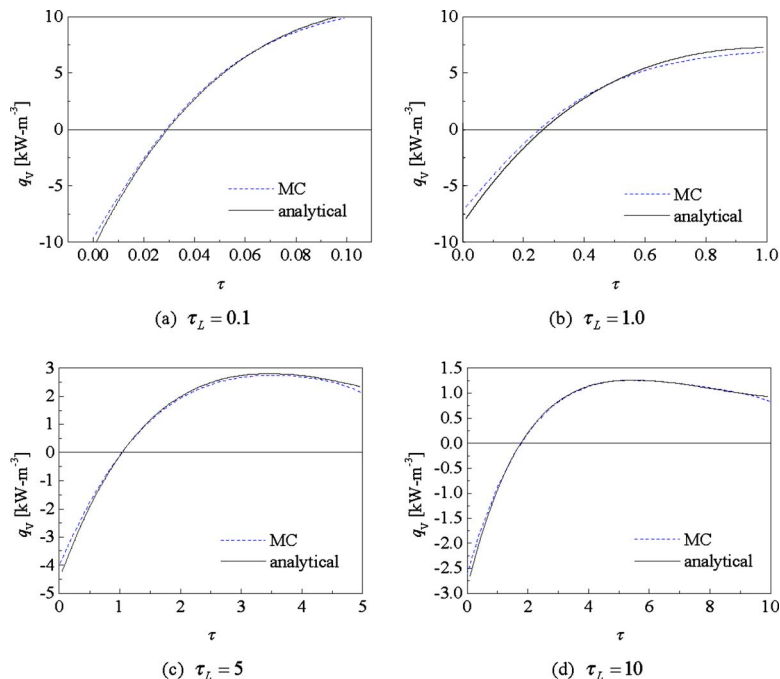 10
5
0
-5
-10
q_V [kW-m^-3]
MC
analytical
0.00 0.02 0.04 0.06 0.08 0.10
τ
(a) τ_L = 0.1
10
5
0
-5
-10
q_V [kW-m^-3]
MC
analytical
0.0 0.2 0.4 0.6 0.8 1.0
τ
(b) τ_L = 1.0
3
2
1
0
-1
-2
-3
-4
-5
q_V [kW-m^-3]
MC
analytical
0 1 2 3 4 5
τ
(c) τ_L = 5
1.5
1.0
0.5
0.0
-0.5
-1.0
-1.5
-2.0
-2.5
-3.0
q_V [kW-m^-3]
MC
analytical
0 2 4 6 8 10
τ
(d) τ_L = 10